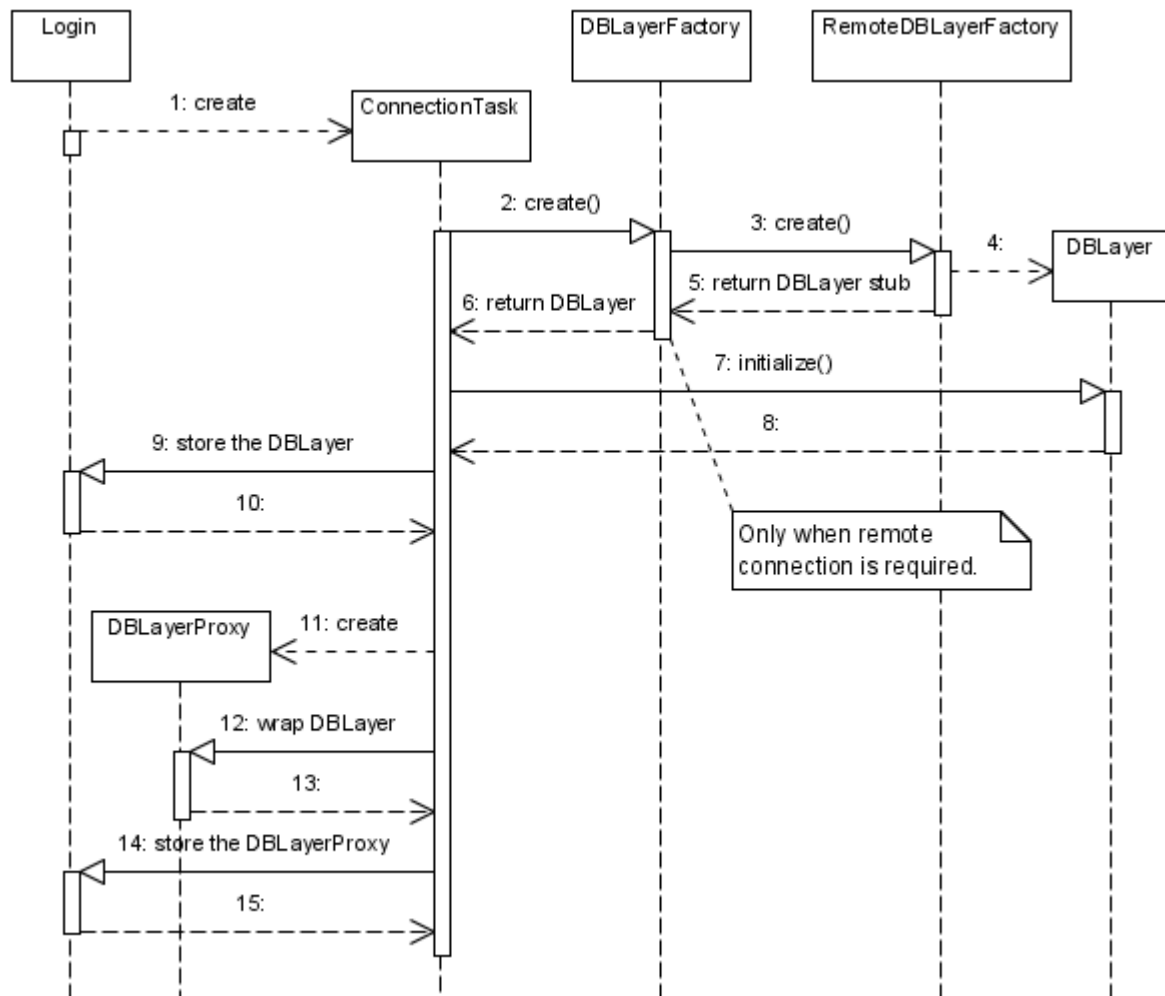 Login
DBLayerFactory
RemoteDBLayerFactory
1: create
ConnectionTask
2: create()
3: create()
4:
DBLayer
5: return DBLayer stub
6: return DBLayer
7: initialize()
8:
9: store the DBLayer
10:
Only when remote
connection is required.
DBLayerProxy
11: create
12: wrap DBLayer
13:
14: store the DBLayerProxy
15: